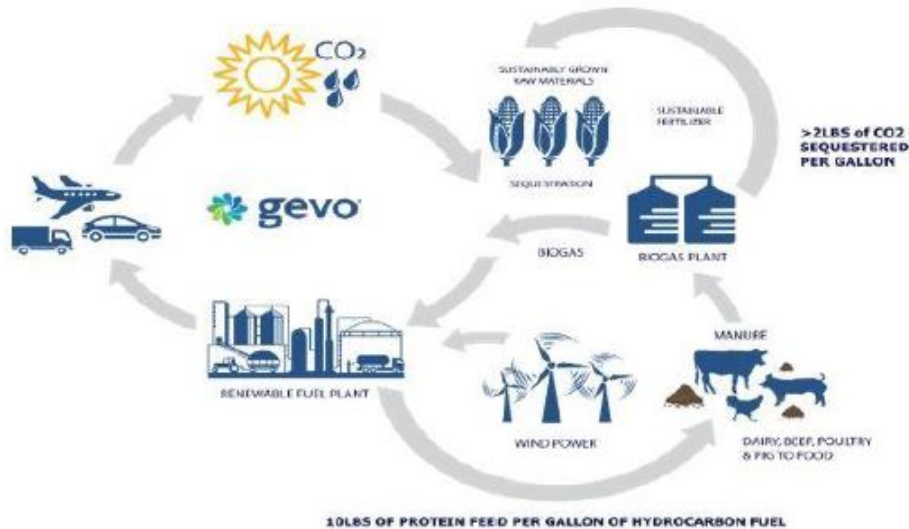 CO₂
SUSTAINABLY GROWN
RAW MATERIALS
SUSTAINABLE
FERTILIZER
>2LBS of CO2
SEQUESTERED
PER GALLON
SEQUESTRATION
gevo
BIOGAS
BIOGAS PLANT
MANURE
RENEWABLE FUEL PLANT
WIND POWER
DAIRY, BEEF, POULTRY
& PIG TO FOOD
10LBS OF PROTEIN FEED PER GALLON OF HYDROCARBON FUEL